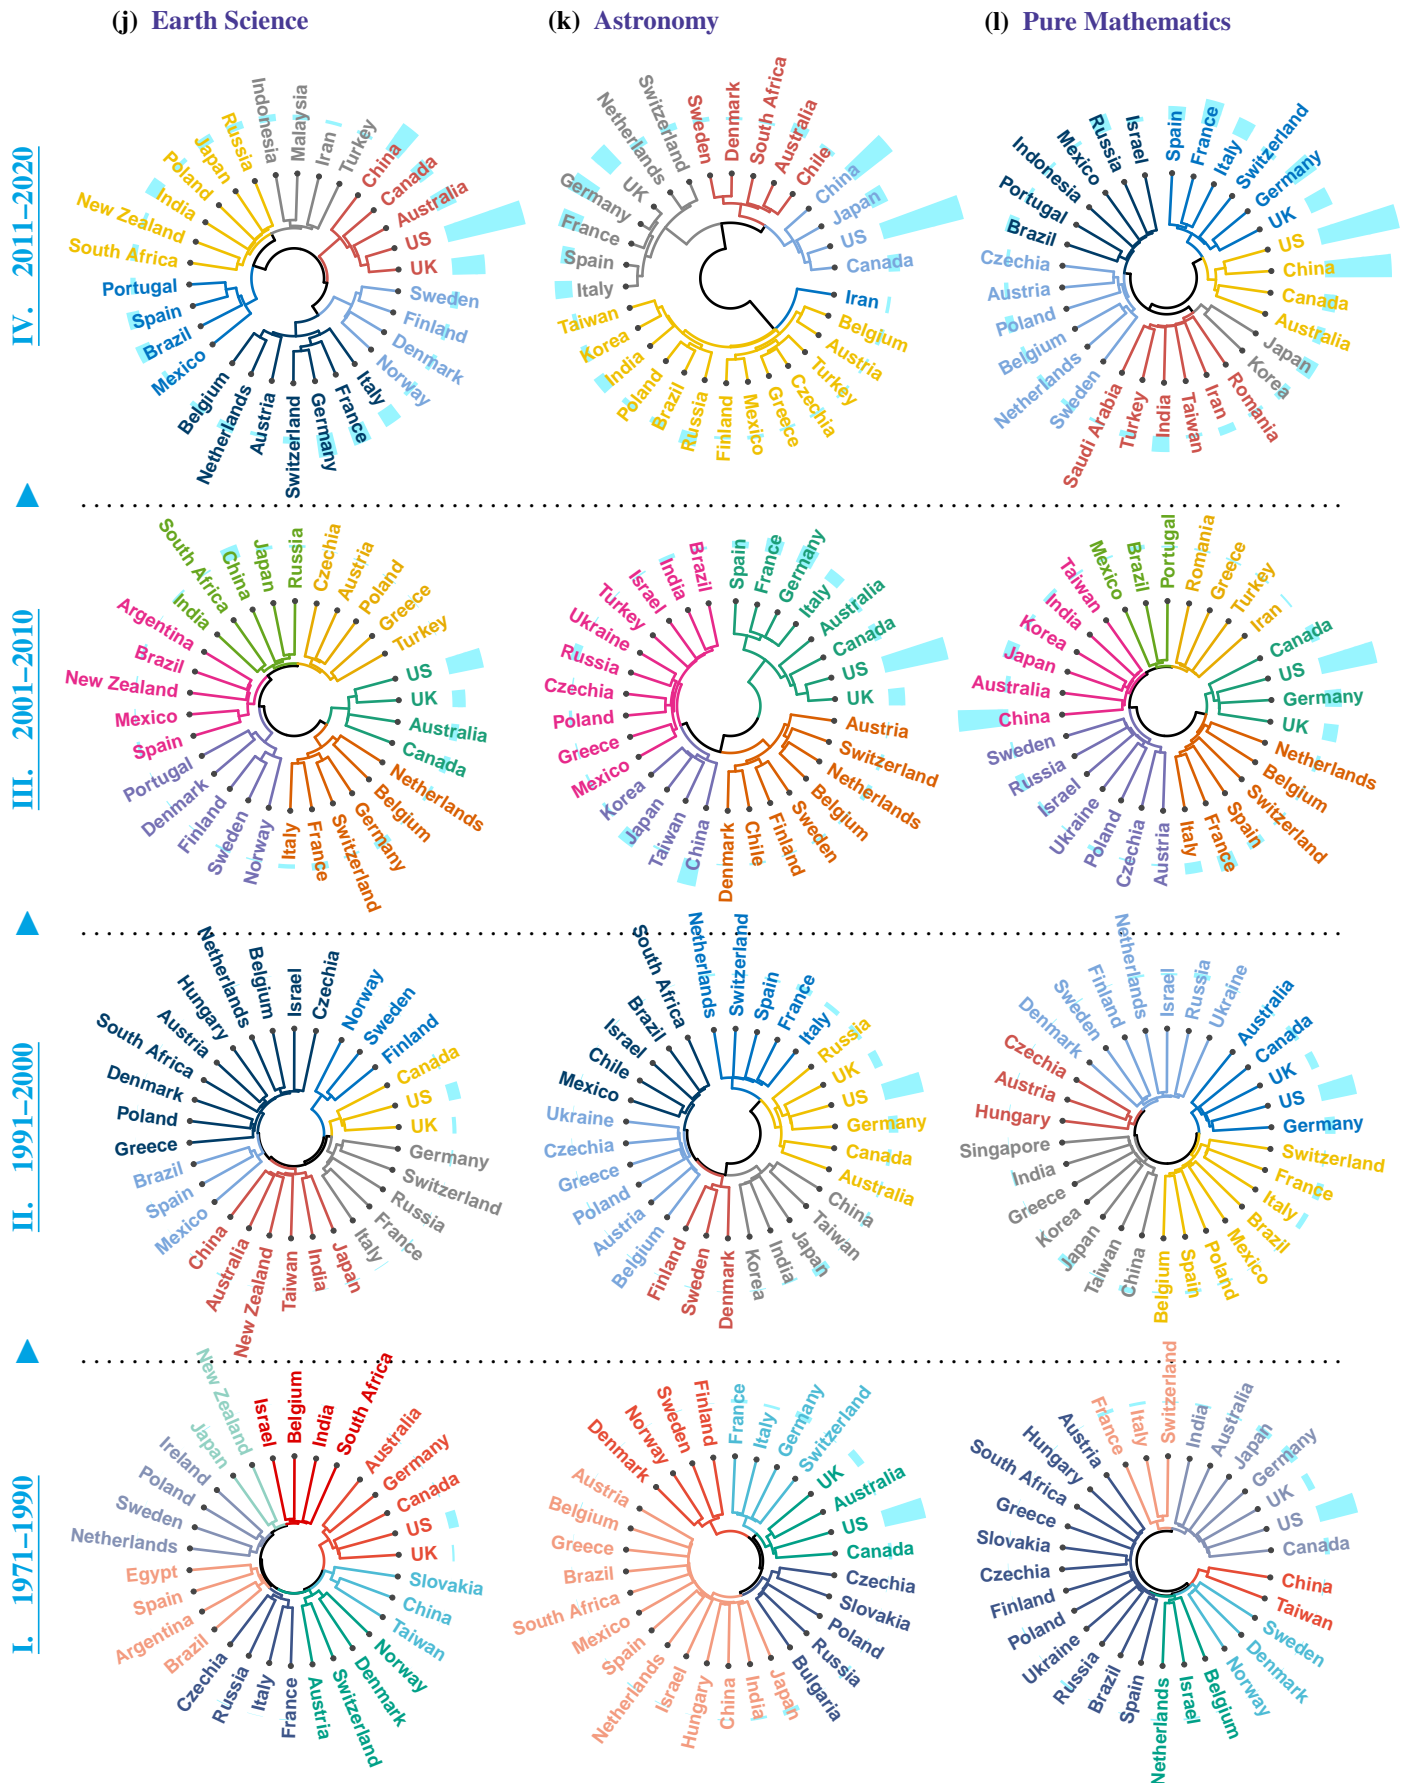 (j) Earth Science
(k) Astronomy
(l) Pure Mathematics
IV. 2011–2020
South Africa
New Zealand
India
Poland
Japan
Russia
Indonesia
Malaysia
Iran
Turkey
China
Canada
Australia
US
UK
Sweden
Finland
Denmark
Norway
Italy
France
Germany
Switzerland
Austria
Netherlands
Belgium
Mexico
Brazil
Spain
Portugal
Italy
Spain
France
Germany
UK
Netherlands
Switzerland
Sweden
Denmark
South Africa
Australia
Chile
China
Japan
US
Canada
Iran
Belgium
Austria
Turkey
Czechia
Greece
Mexico
Finland
Russia
Brazil
Poland
India
Korea
Taiwan
Czechia
Brazil
Portugal
Indonesia
Mexico
Russia
Israel
Spain
France
Italy
Switzerland
Germany
UK
US
China
Canada
Australia
Japan
Korea
Romania
Iran
Taiwan
India
Turkey
Saudi Arabia
Sweden
Netherlands
Belgium
Poland
Austria
III. 2001–2010
Spain
Mexico
New Zealand
Brazil
Argentina
India
South Africa
China
Japan
Russia
Czechia
Austria
Poland
Greece
Turkey
US
UK
Australia
Canada
Netherlands
Belgium
Germany
Switzerland
France
Italy
Norway
Sweden
Finland
Denmark
Portugal
Mexico
Greece
Poland
Czechia
Russia
Ukraine
Turkey
Israel
India
Brazil
Spain
France
Germany
Italy
Australia
Canada
US
UK
Austria
Switzerland
Netherlands
Belgium
Sweden
Finland
Chile
Denmark
China
Taiwan
Japan
Korea
China
Australia
Japan
Korea
India
Taiwan
Mexico
Brazil
Portugal
Romania
Greece
Turkey
Iran
Canada
US
Germany
UK
Netherlands
Belgium
Switzerland
Spain
France
Italy
Austria
Czechia
Poland
Ukraine
Israel
Russia
Sweden
II. 1991–2000
Greece
Poland
Denmark
South Africa
Austria
Hungary
Netherlands
Belgium
Israel
Czechia
Norway
Sweden
Finland
Canada
US
UK
Germany
Switzerland
Russia
France
Italy
Japan
India
Taiwan
New Zealand
Australia
China
Mexico
Spain
Brazil
Mexico
Chile
Israel
Brazil
South Africa
Netherlands
Switzerland
Spain
France
Italy
Russia
UK
US
Germany
Canada
Australia
China
Taiwan
Japan
India
Korea
Denmark
Sweden
Finland
Belgium
Austria
Poland
Greece
Czechia
Ukraine
Hungary
Austria
Czechia
Denmark
Sweden
Finland
Netherlands
Israel
Russia
Ukraine
Australia
Canada
UK
US
Germany
Switzerland
France
Italy
Brazil
Mexico
Poland
Spain
Belgium
China
Taiwan
Japan
Korea
Greece
India
Singapore
I. 1971–1990
Netherlands
Sweden
Poland
Ireland
Japan
New Zealand
Israel
Belgium
India
South Africa
Australia
Germany
Canada
US
UK
Slovakia
China
Taiwan
Norway
Denmark
Switzerland
Austria
France
Italy
Russia
Czechia
Brazil
Argentina
Spain
Egypt
Greece
Belgium
Austria
Denmark
Norway
Sweden
Finland
France
Italy
Germany
Switzerland
UK
Australia
US
Canada
Czechia
Slovakia
Poland
Russia
Bulgaria
Japan
India
China
Hungary
Israel
Netherlands
Spain
Mexico
South Africa
Brazil
Czechia
Slovakia
Greece
South Africa
Hungary
Austria
France
Italy
Switzerland
India
Australia
Japan
Germany
UK
US
Canada
China
Taiwan
Sweden
Denmark
Norway
Belgium
Israel
Netherlands
Spain
Brazil
Russia
Ukraine
Poland
Finland